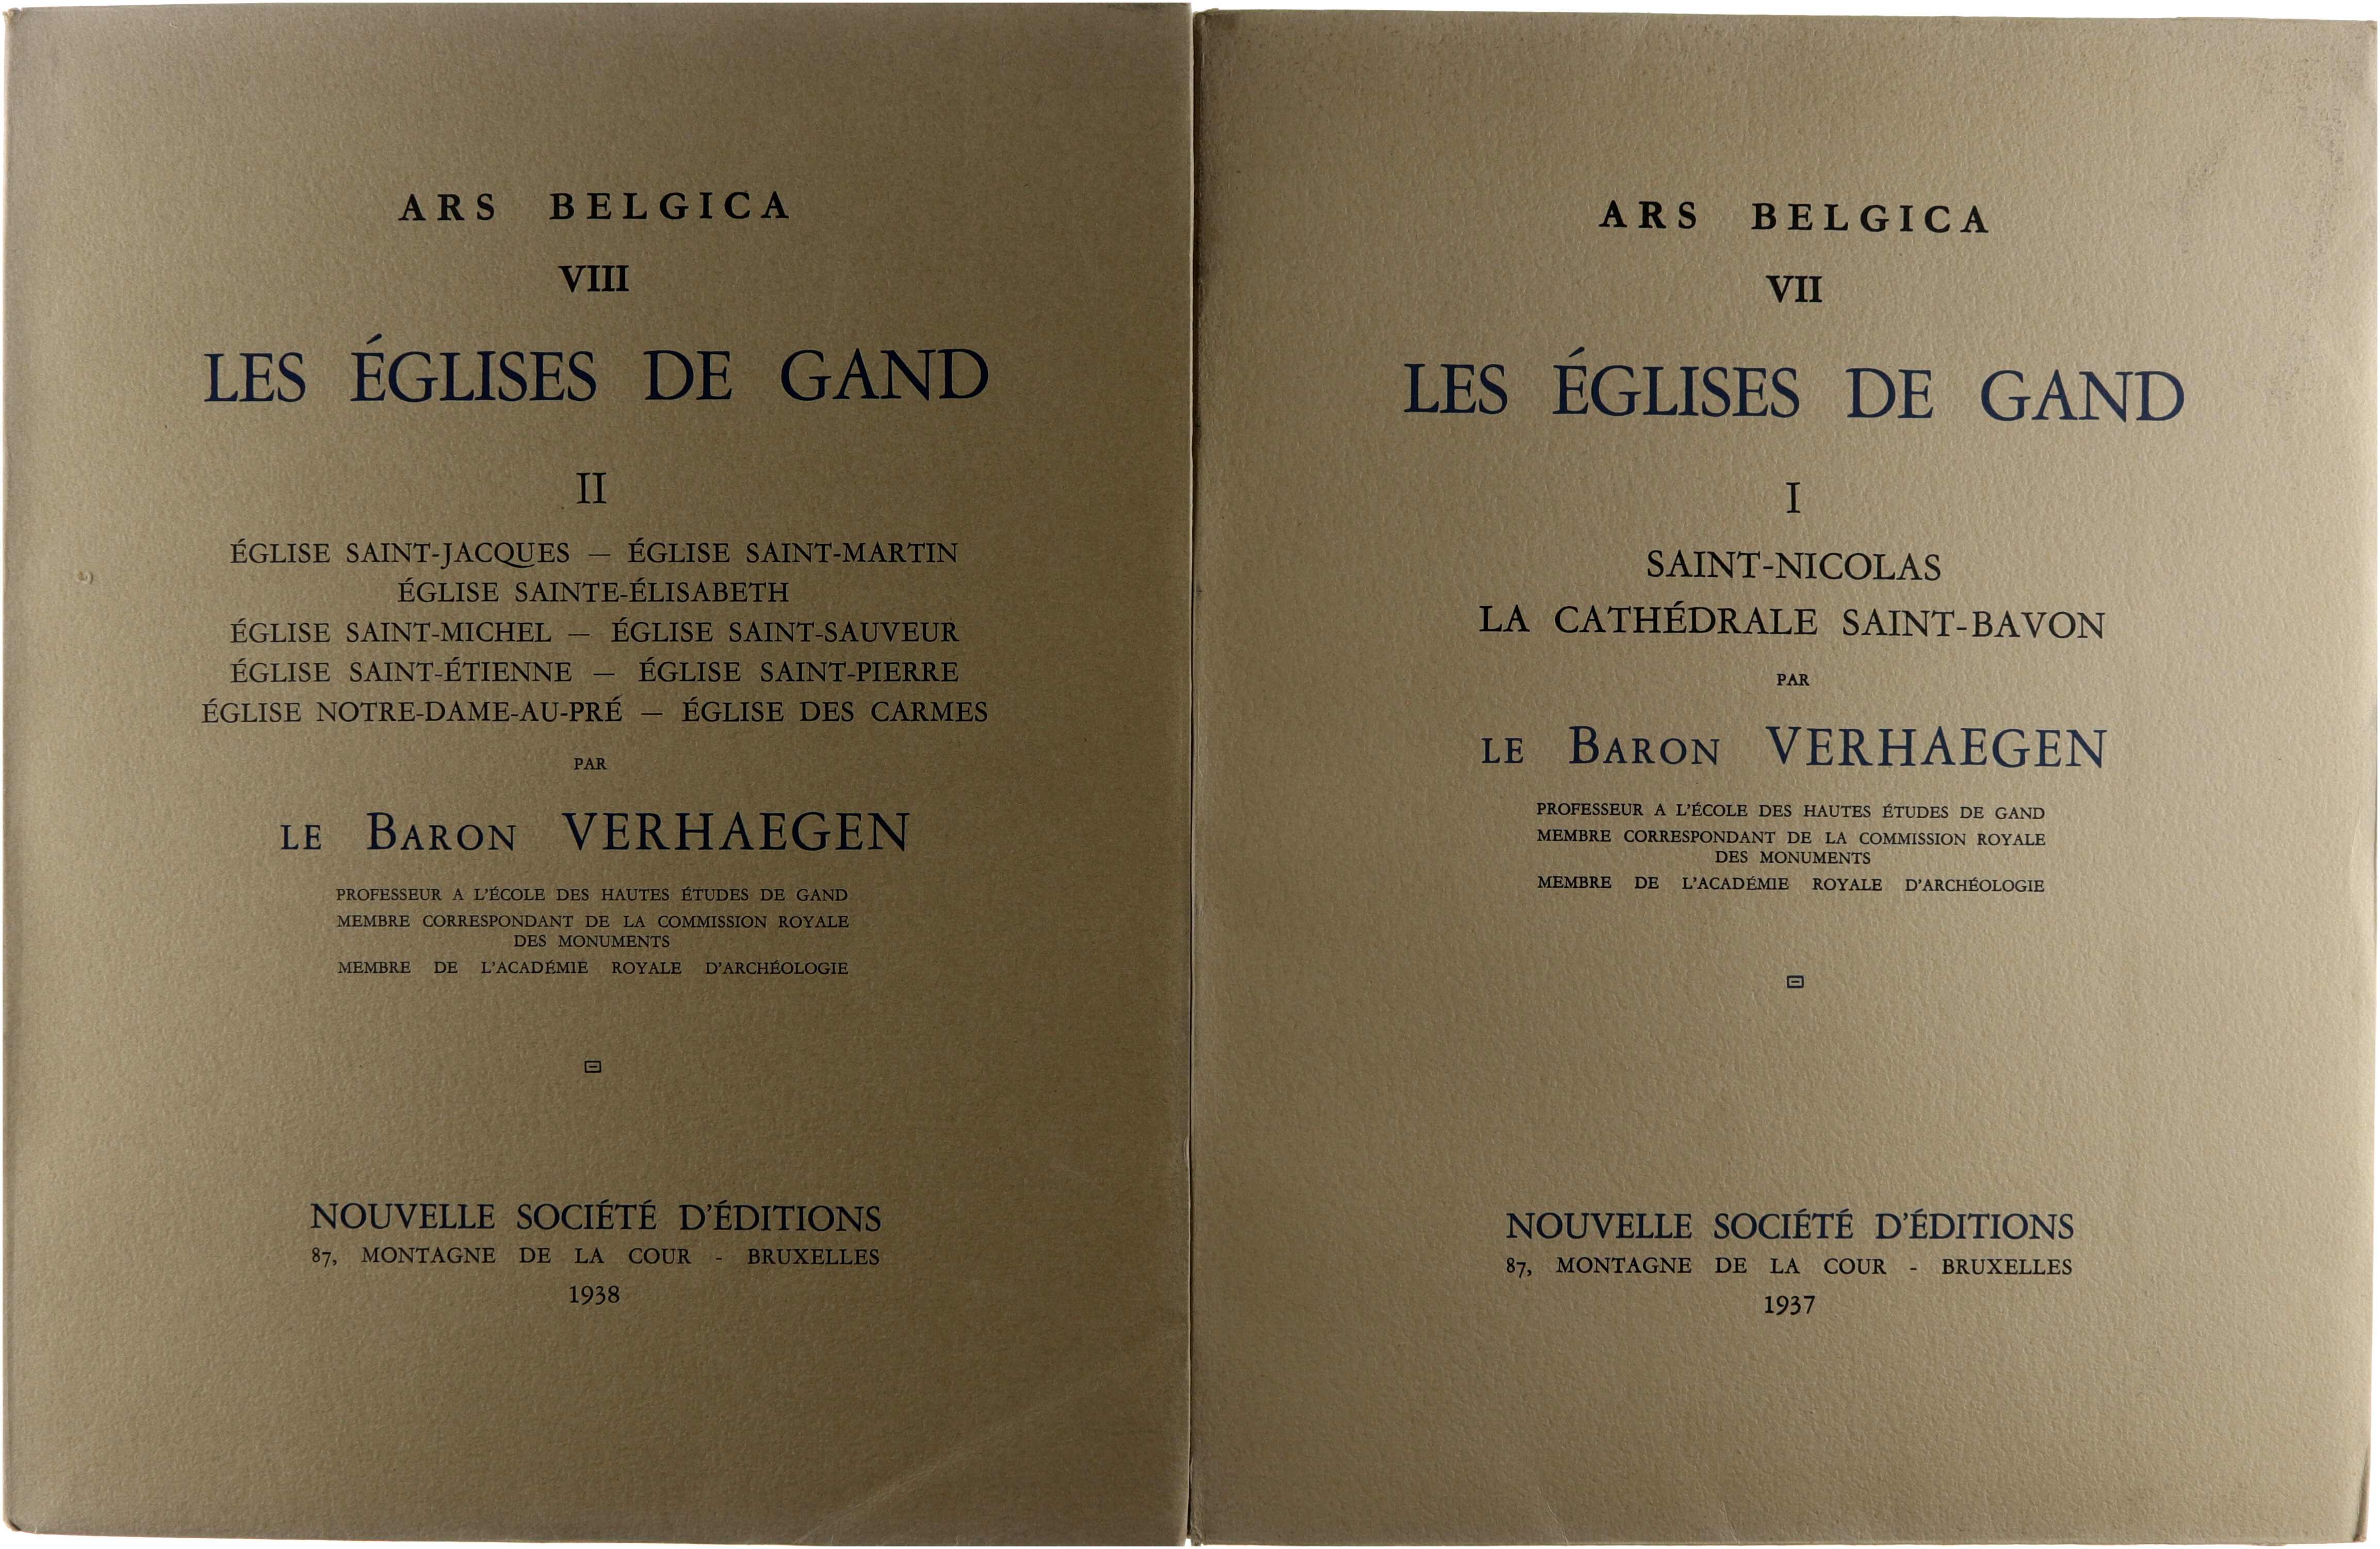 ARS BELGICA
VIII
LES ÉGLISES DE GAND
II
ÉGLISE SAINT-JACQUES — ÉGLISE SAINT-MARTIN
ÉGLISE SAINTE-ÉLISABETH
ÉGLISE SAINT-MICHEL — ÉGLISE SAINT-SAUVEUR
ÉGLISE SAINT-ÉTIENNE — ÉGLISE SAINT-PIERRE
ÉGLISE NOTRE-DAME-AU-PRÉ — ÉGLISE DES CARMES
PAR
LE BARON VERHAEGEN
PROFESSEUR A L'ÉCOLE DES HAUTES ÉTUDES DE GAND
MEMBRE CORRESPONDANT DE LA COMMISSION ROYALE
DES MONUMENTS
MEMBRE DE L'ACADÉMIE ROYALE D'ARCHÉOLOGIE
NOUVELLE SOCIÉTÉ D'ÉDITIONS
87, MONTAGNE DE LA COUR - BRUXELLES
1938
ARS BELGICA
VII
LES ÉGLISES DE GAND
I
SAINT-NICOLAS
LA CATHÉDRALE SAINT-BAVON
PAR
LE BARON VERHAEGEN
PROFESSEUR A L'ÉCOLE DES HAUTES ÉTUDES DE GAND
MEMBRE CORRESPONDANT DE LA COMMISSION ROYALE
DES MONUMENTS
MEMBRE DE L'ACADÉMIE ROYALE D'ARCHÉOLOGIE
NOUVELLE SOCIÉTÉ D'ÉDITIONS
87, MONTAGNE DE LA COUR - BRUXELLES
1937